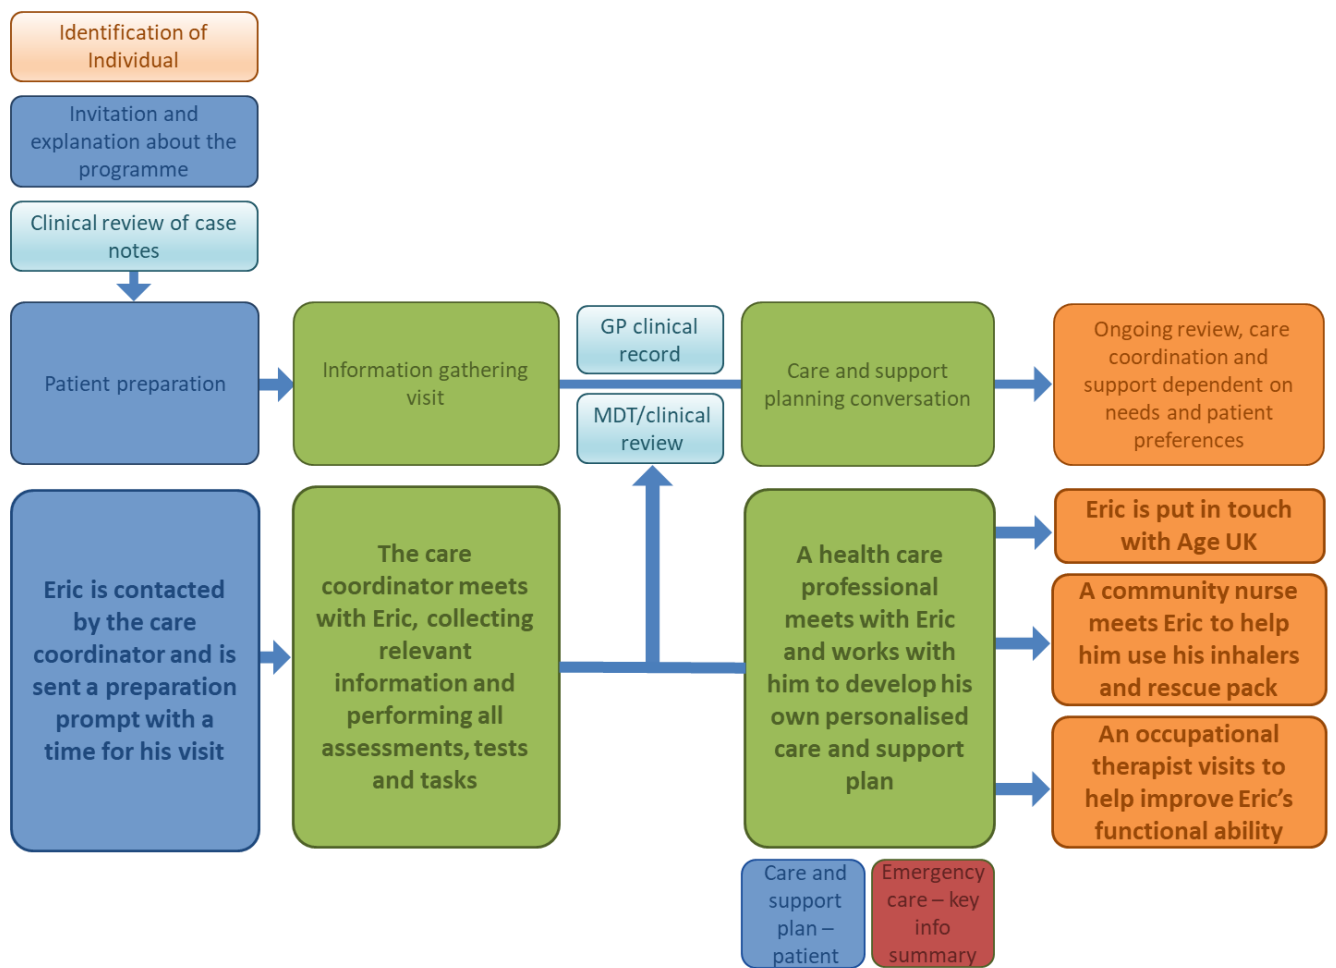 Identification of
Individual
Invitation and
explanation about the
programme
Clinical review of case
notes
Patient preparation
Information gathering
visit
GP clinical
record
MDT/clinical
review
Care and support
planning conversation
Ongoing review, care
coordination and
support dependent on
needs and patient
preferences
Eric is contacted
by the care
coordinator and is
sent a preparation
prompt with a
time for his visit
The care
coordinator meets
with Eric, collecting
relevant
information and
performing all
assessments, tests
and tasks
A health care
professional
meets with Eric
and works with
him to develop his
own personalised
care and support
plan
Eric is put in touch
with Age UK
A community nurse
meets Eric to help
him use his inhalers
and rescue pack
An occupational
therapist visits to
help improve Eric’s
functional ability
Care and
support
plan –
patient
Emergency
care – key
info
summary